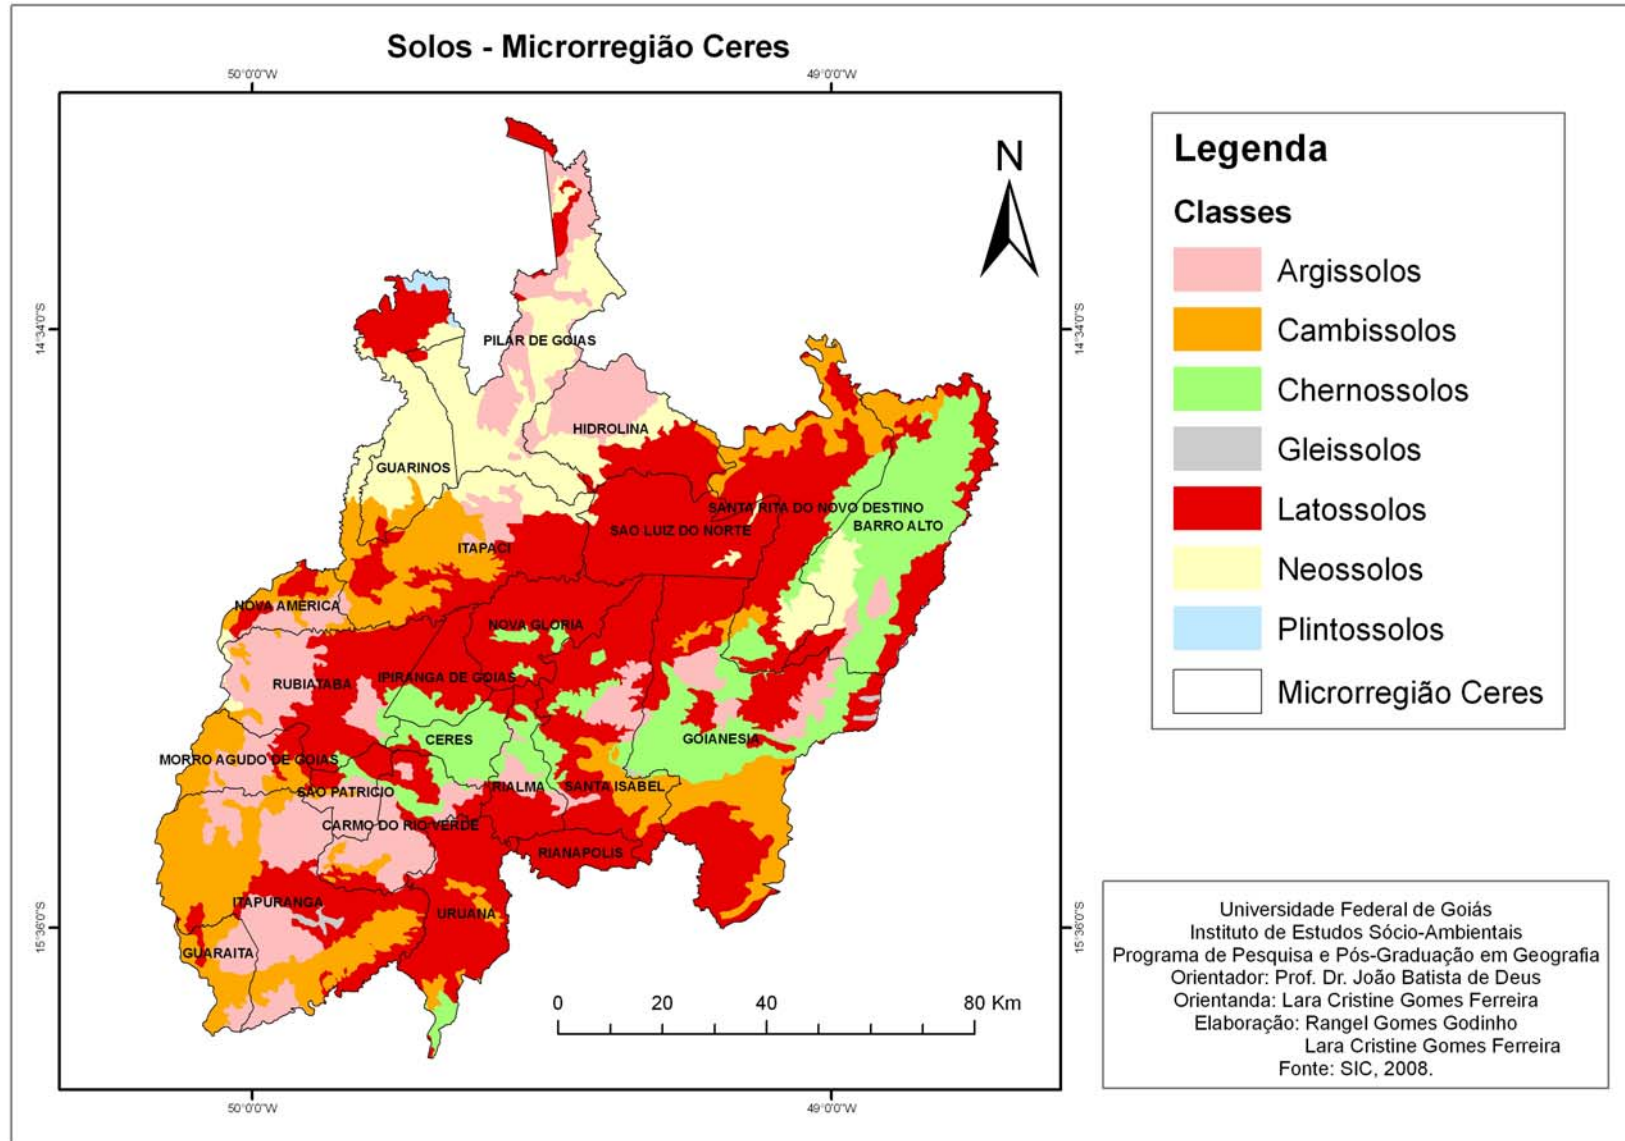 Solos - Microrregião Ceres
50°0'0"W
49°0'0"W
N
14°34'0"S
14°34'0"S
PILAR DE GOIAS
HIDROLINA
GUARINOS
SANTA RITA DO NOVO DESTINO
BARRO ALTO
SAO LUIZ DO NORTE
ITAPACI
NOVA AMERICA
NOVA GLORIA
RUBIATABA
IPIRANGA DE GOIAS
CERES
GOIANESIA
MORRO AGUDO DE GOIAS
SAO PATRICIO
RIALMA
SANTA ISABEL
CARMO DO RIO VERDE
RIANAPOLIS
ITAPURANGA
URUANA
GUARAITA
15°36'0"S
15°36'0"S
0 20 40 80 Km
50°0'0"W
49°0'0"W
Legenda
Classes
Argissolos
Cambissolos
Chernossolos
Gleissolos
Latossolos
Neossolos
Plintossolos
Microrregião Ceres
Universidade Federal de Goiás
Instituto de Estudos Sócio-Ambientais
Programa de Pesquisa e Pós-Graduação em Geografia
Orientador: Prof. Dr. João Batista de Deus
Orientanda: Lara Cristine Gomes Ferreira
Elaboração: Rangel Gomes Godinho
Lara Cristine Gomes Ferreira
Fonte: SIC, 2008.